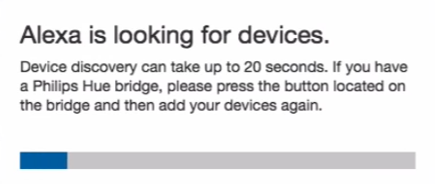 Alexa is looking for devices.
Device discovery can take up to 20 seconds. If you have
a Philips Hue bridge, please press the button located on
the bridge and then add your devices again.